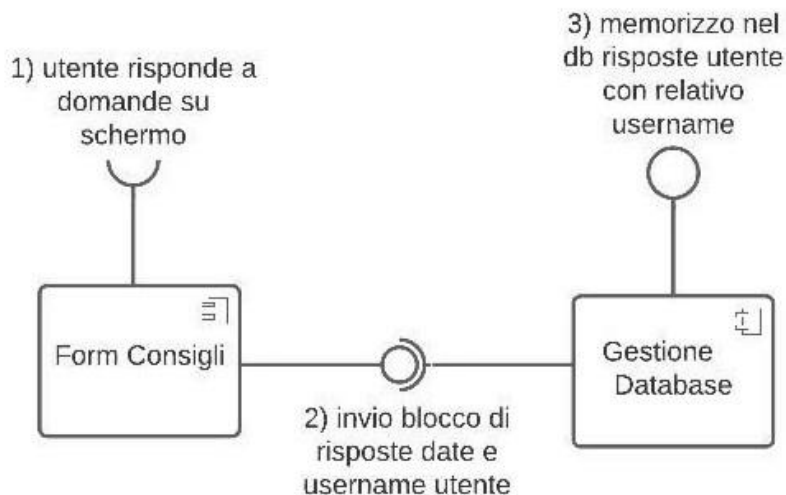 1) utente risponde a
domande su
schermo
3) memorizzo nel
db risposte utente
con relativo
username
Form Consigli
Gestione
Database
2) invio blocco di
risposte date e
username utente